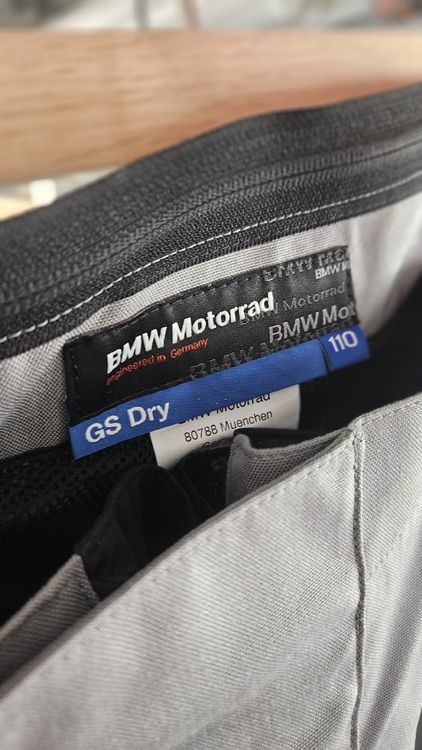 BMW Motorrad
engineered in Germany
BMW Motorrad
BMW Mot
GS Dry
110
BMW Motorrad
80788 Muenchen